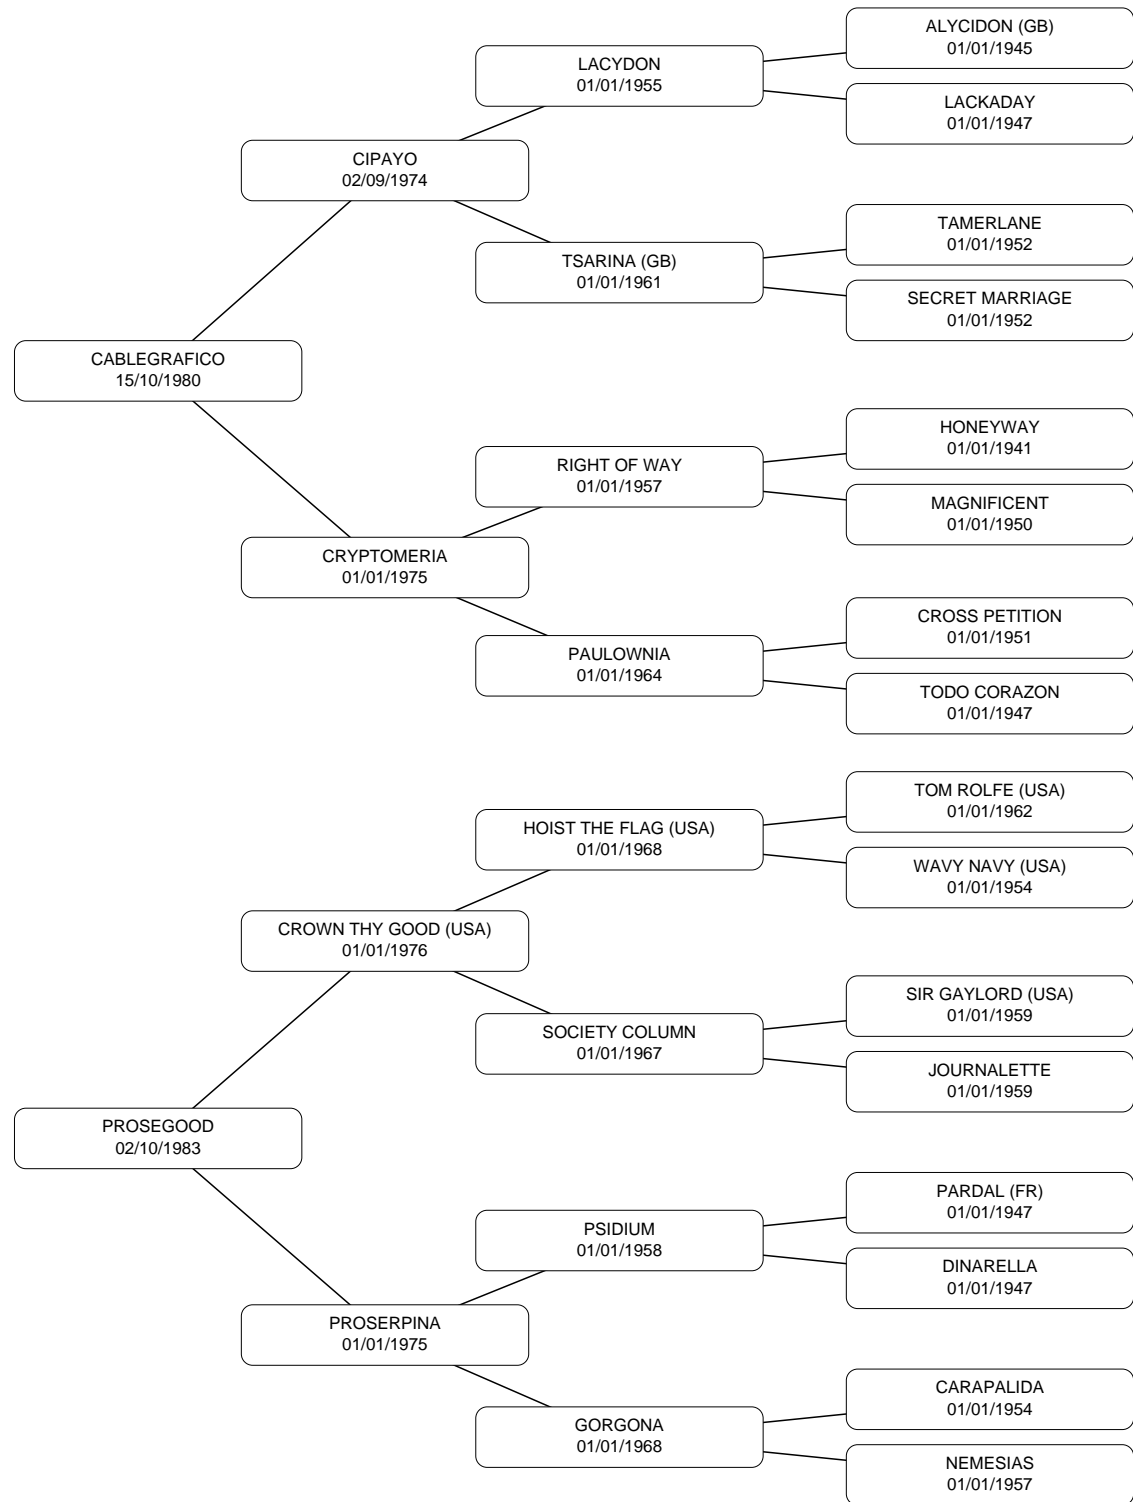 ALYCIDON (GB)
01/01/1945
LACYDON
01/01/1955
LACKADAY
01/01/1947
CIPAYO
02/09/1974
TAMERLANE
01/01/1952
TSARINA (GB)
01/01/1961
SECRET MARRIAGE
01/01/1952
CABLEGRAFICO
15/10/1980
HONEYWAY
01/01/1941
RIGHT OF WAY
01/01/1957
MAGNIFICENT
01/01/1950
CRYPTOMERIA
01/01/1975
CROSS PETITION
01/01/1951
PAULOWNIA
01/01/1964
TODO CORAZON
01/01/1947
TOM ROLFE (USA)
01/01/1962
HOIST THE FLAG (USA)
01/01/1968
WAVY NAVY (USA)
01/01/1954
CROWN THY GOOD (USA)
01/01/1976
SIR GAYLORD (USA)
01/01/1959
SOCIETY COLUMN
01/01/1967
JOURNALETTE
01/01/1959
PROSEGOOD
02/10/1983
PARDAL (FR)
01/01/1947
PSIDIUM
01/01/1958
DINARELLA
01/01/1947
PROSERPINA
01/01/1975
CARAPALIDA
01/01/1954
GORGONA
01/01/1968
NEMESIAS
01/01/1957